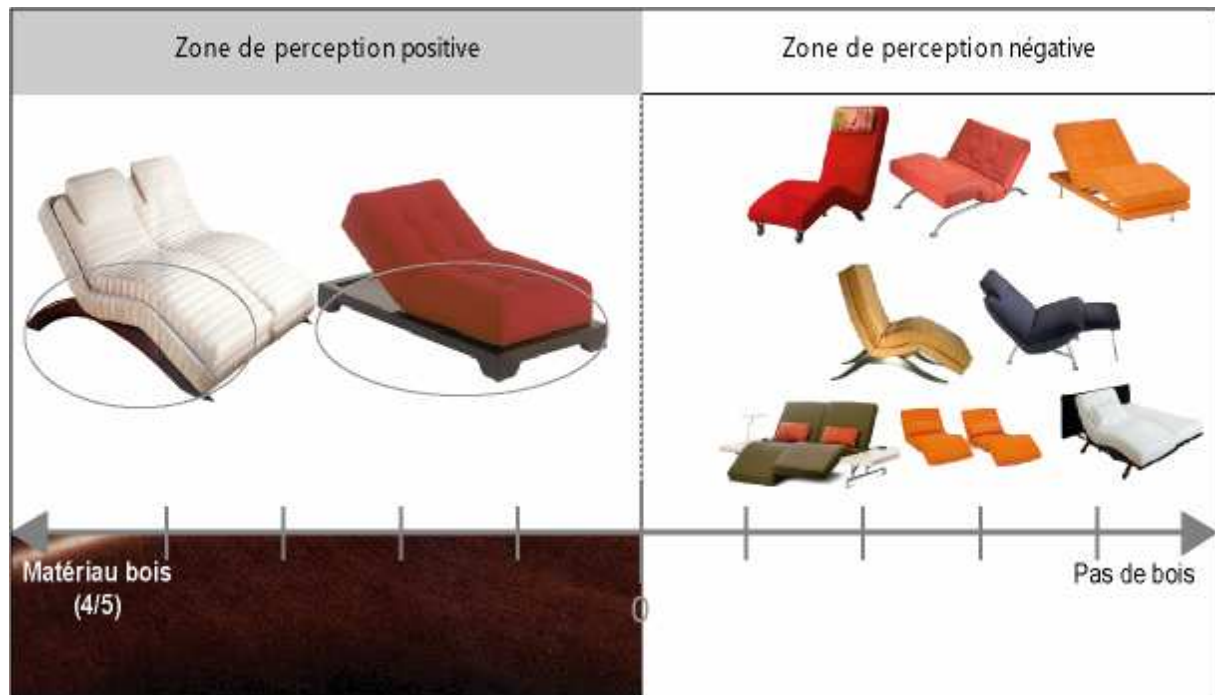 Zone de perception positive
Zone de perception négative
Matériau bois
(4/5)
0
Pas de bois